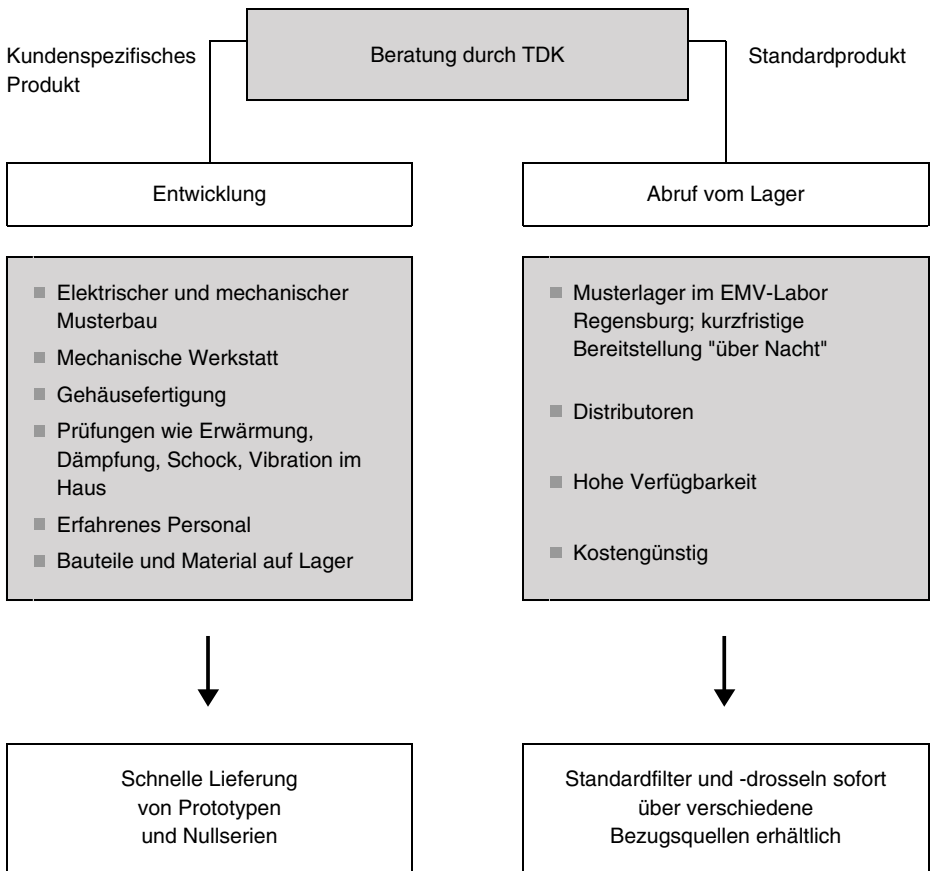 Kundenspezifisches
Produkt
Beratung durch TDK
Standardprodukt
Entwicklung
Abruf vom Lager
Elektrischer und mechanischer
Musterbau
Mechanische Werkstatt
Gehäusefertigung
Prüfungen wie Erwärmung,
Dämpfung, Schock, Vibration im
Haus
Erfahrenes Personal
Bauteile und Material auf Lager
Musterlager im EMV-Labor
Regensburg; kurzfristige
Bereitstellung "über Nacht"
Distributoren
Hohe Verfügbarkeit
Kostengünstig
Schnelle Lieferung
von Prototypen
und Nullserien
Standardfilter und -drosseln sofort
über verschiedene
Bezugsquellen erhältlich